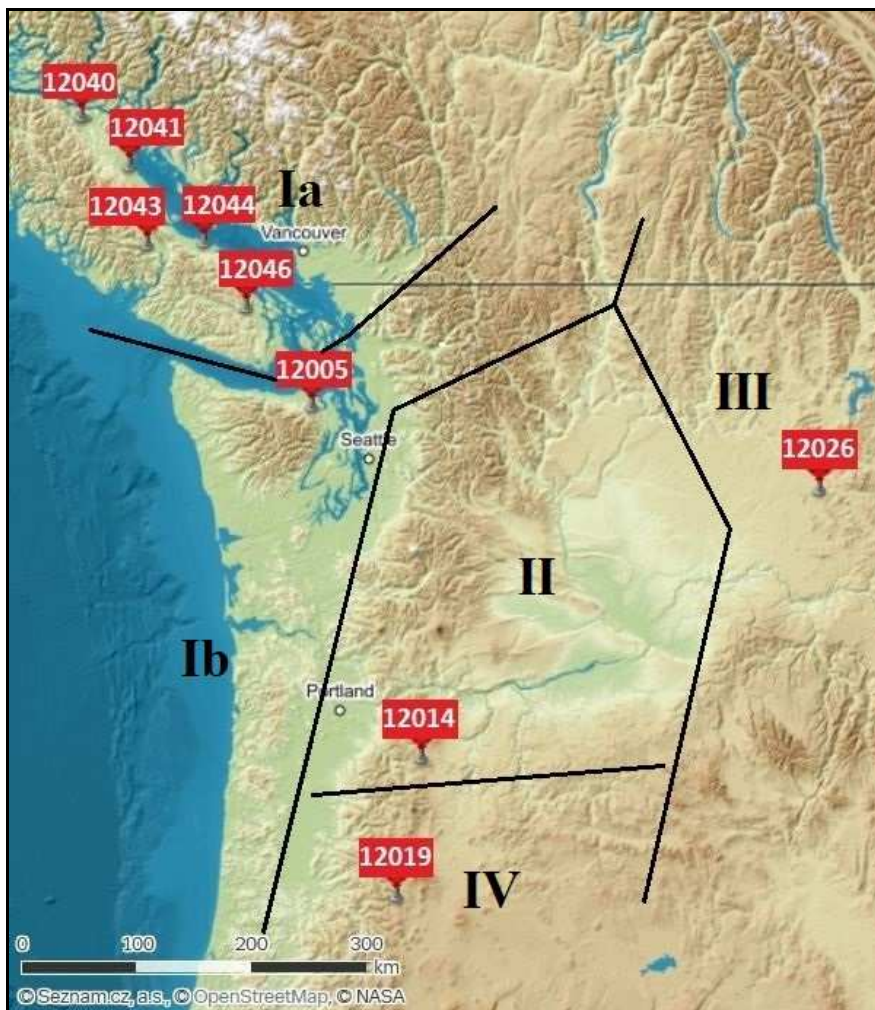 12040
12041
Ia
12043
12044
Vancouver
12046
12005
III
Seattle
12026
II
Ib
Portland
12014
12019
IV
0 100 200 300
km
© Seznam.cz, a.s., © OpenStreetMap, © NASA